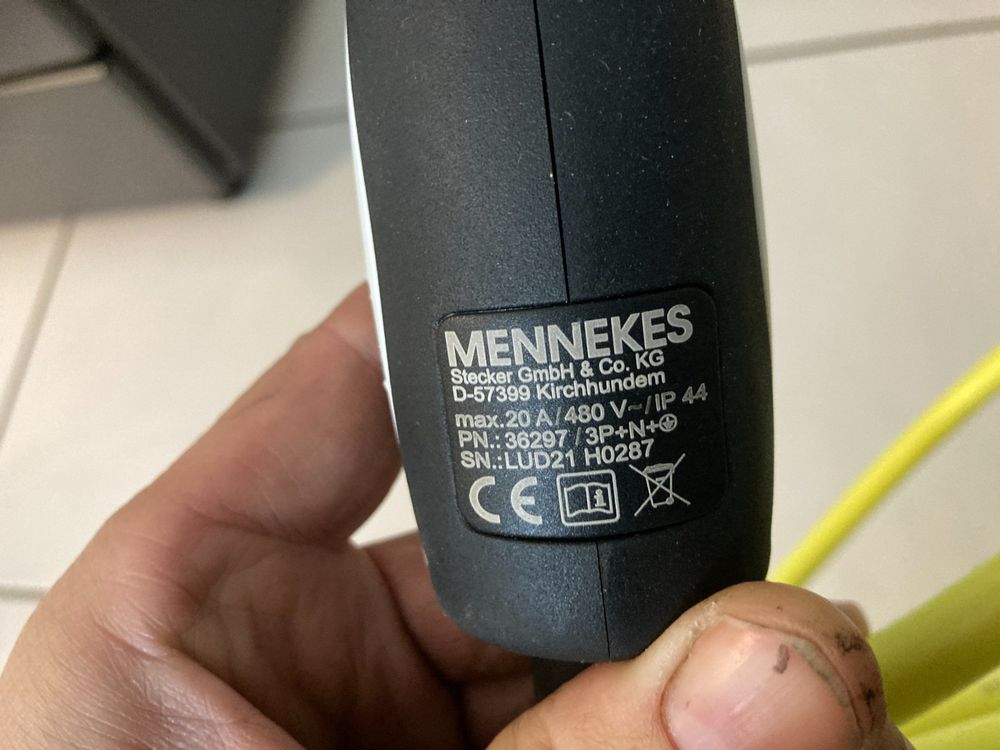 MENNEKES
Stecker GmbH & Co. KG
D-57399 Kirchhundem
max. 20 A / 480 V~ / IP 44
PN.: 36297 / 3P+N+⏚
SN.: LUD21 H0287
CE